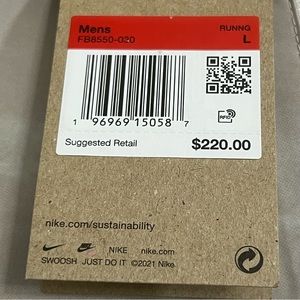 Mens RUNNG
FB8550-020 L
1 96969 15058 7
RFID
Suggested Retail $220.00
nike.com/sustainability
NIKE nike.com
SWOOSH JUST DO IT ©2021 Nike